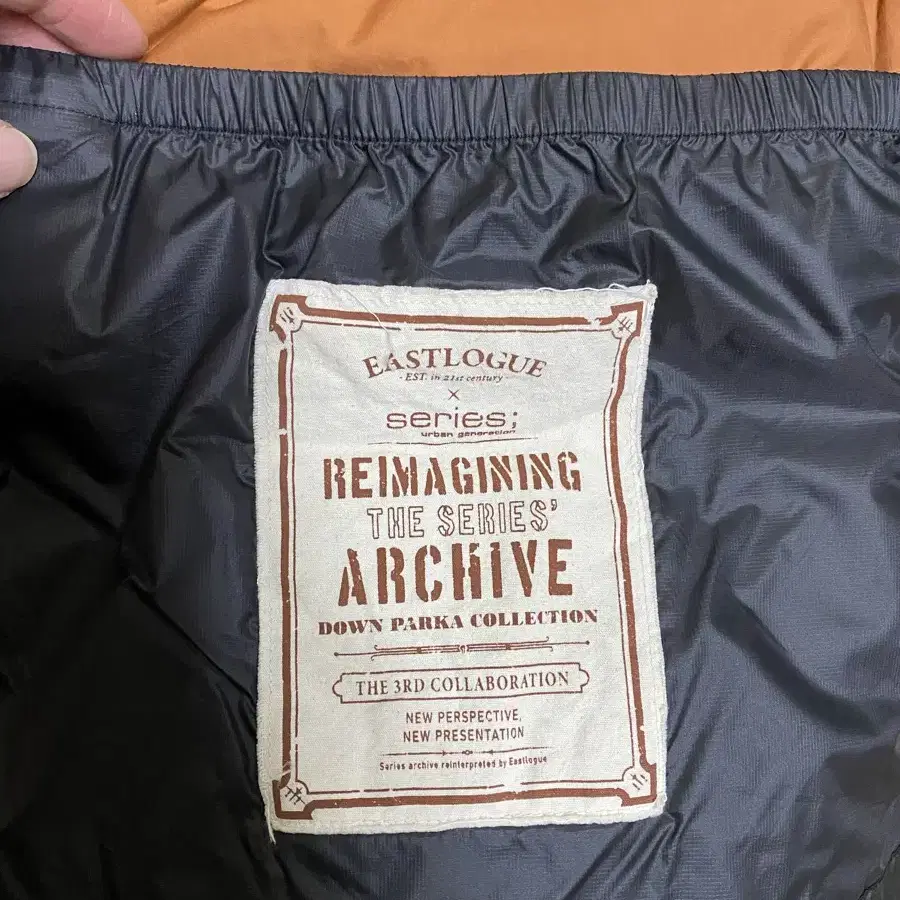 EASTLOGUE
- EST. in 21st century -
×
series;
urban generation
REIMAGINING
THE SERIES'
ARCHIVE
DOWN PARKA COLLECTION
THE 3RD COLLABORATION
NEW PERSPECTIVE,
NEW PRESENTATION
Series archive reinterpreted by Eastlogue